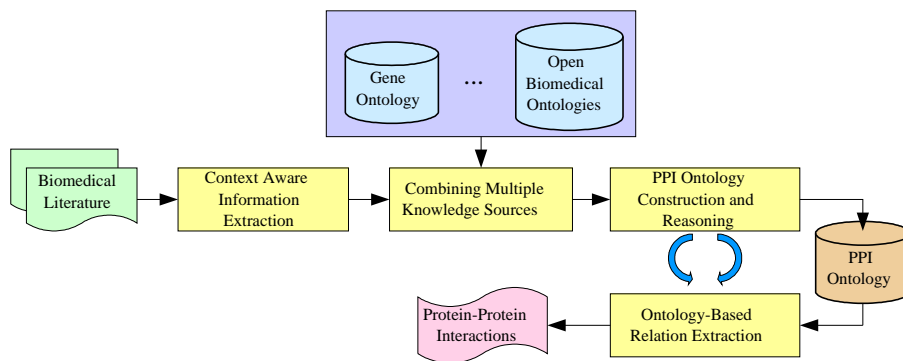 Gene
Ontology
...
Open
Biomedical
Ontologies
Biomedical
Literature
Context Aware
Information
Extraction
Combining Multiple
Knowledge Sources
PPI Ontology
Construction and
Reasoning
PPI
Ontology
Protein-Protein
Interactions
Ontology-Based
Relation Extraction